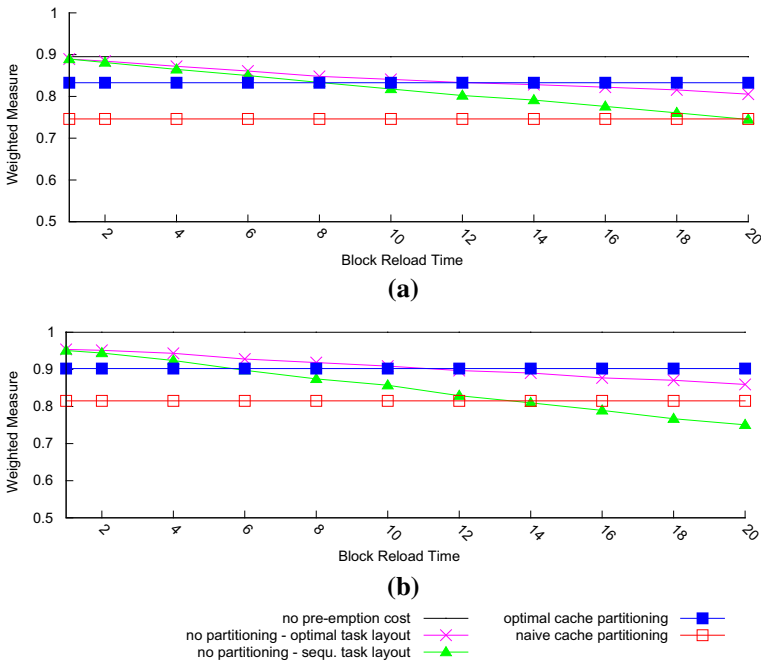 1
0.9
0.8
0.7
0.6
0.5
Weighted Measure
2 4 6 8 10 12 14 16 18 20
Block Reload Time
(a)
1
0.9
0.8
0.7
0.6
0.5
Weighted Measure
2 4 6 8 10 12 14 16 18 20
Block Reload Time
(b)
no pre-emption cost
no partitioning - optimal task layout
no partitioning - sequ. task layout
optimal cache partitioning
naive cache partitioning